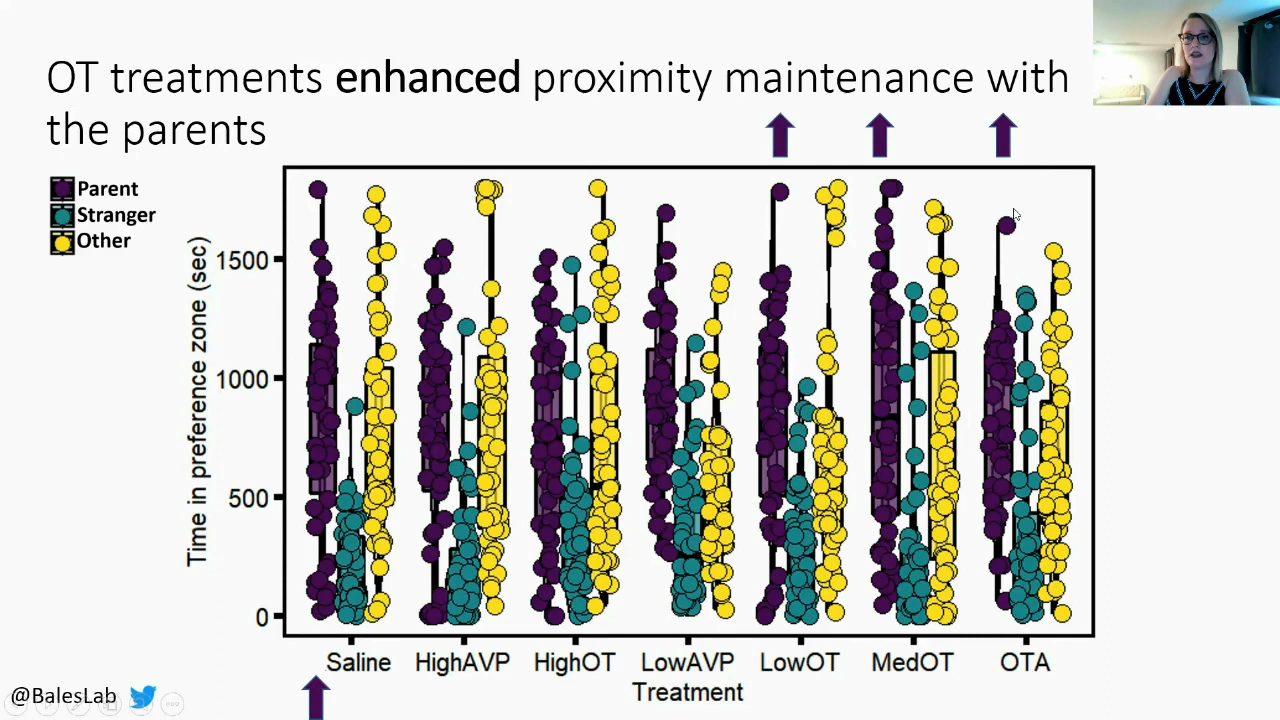 OT treatments enhanced proximity maintenance with
the parents
Parent
Stranger
Other
Time in preference zone (sec)
1500
1000
500
0
Saline HighAVP HighOT LowAVP LowOT MedOT OTA
Treatment
@BalesLab